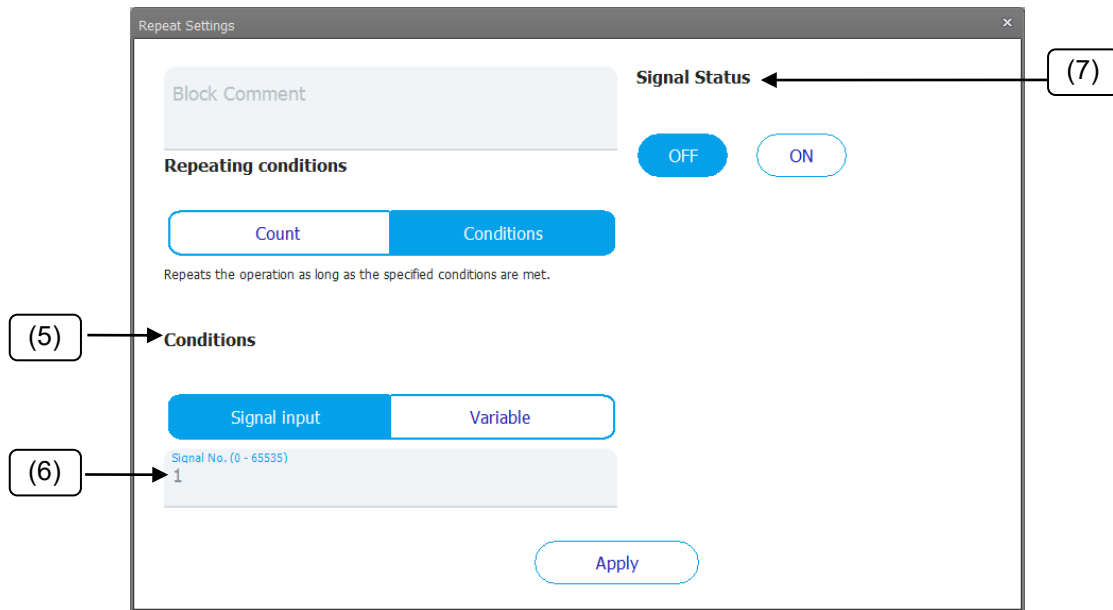 Repeat Settings ×
Block Comment
Signal Status
(7)
OFF ON
Repeating conditions
Count Conditions
Repeats the operation as long as the specified conditions are met.
(5)
Conditions
Signal input Variable
(6)
Signal No. (0 - 65535)
1
Apply